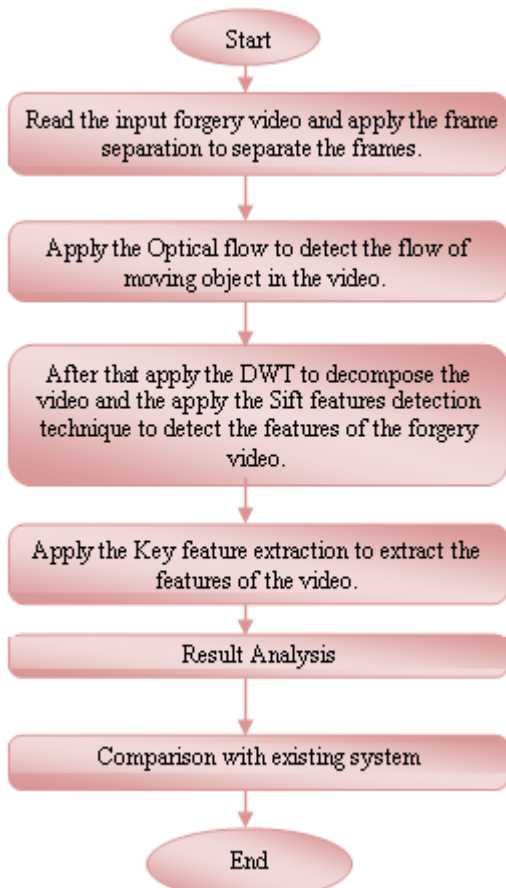 Start
Read the input forgery video and apply the frame
separation to separate the frames.
Apply the Optical flow to detect the flow of
moving object in the video.
After that apply the DWT to decompose the
video and the apply the Sift features detection
technique to detect the features of the forgery
video.
Apply the Key feature extraction to extract the
features of the video.
Result Analysis
Comparison with existing system
End